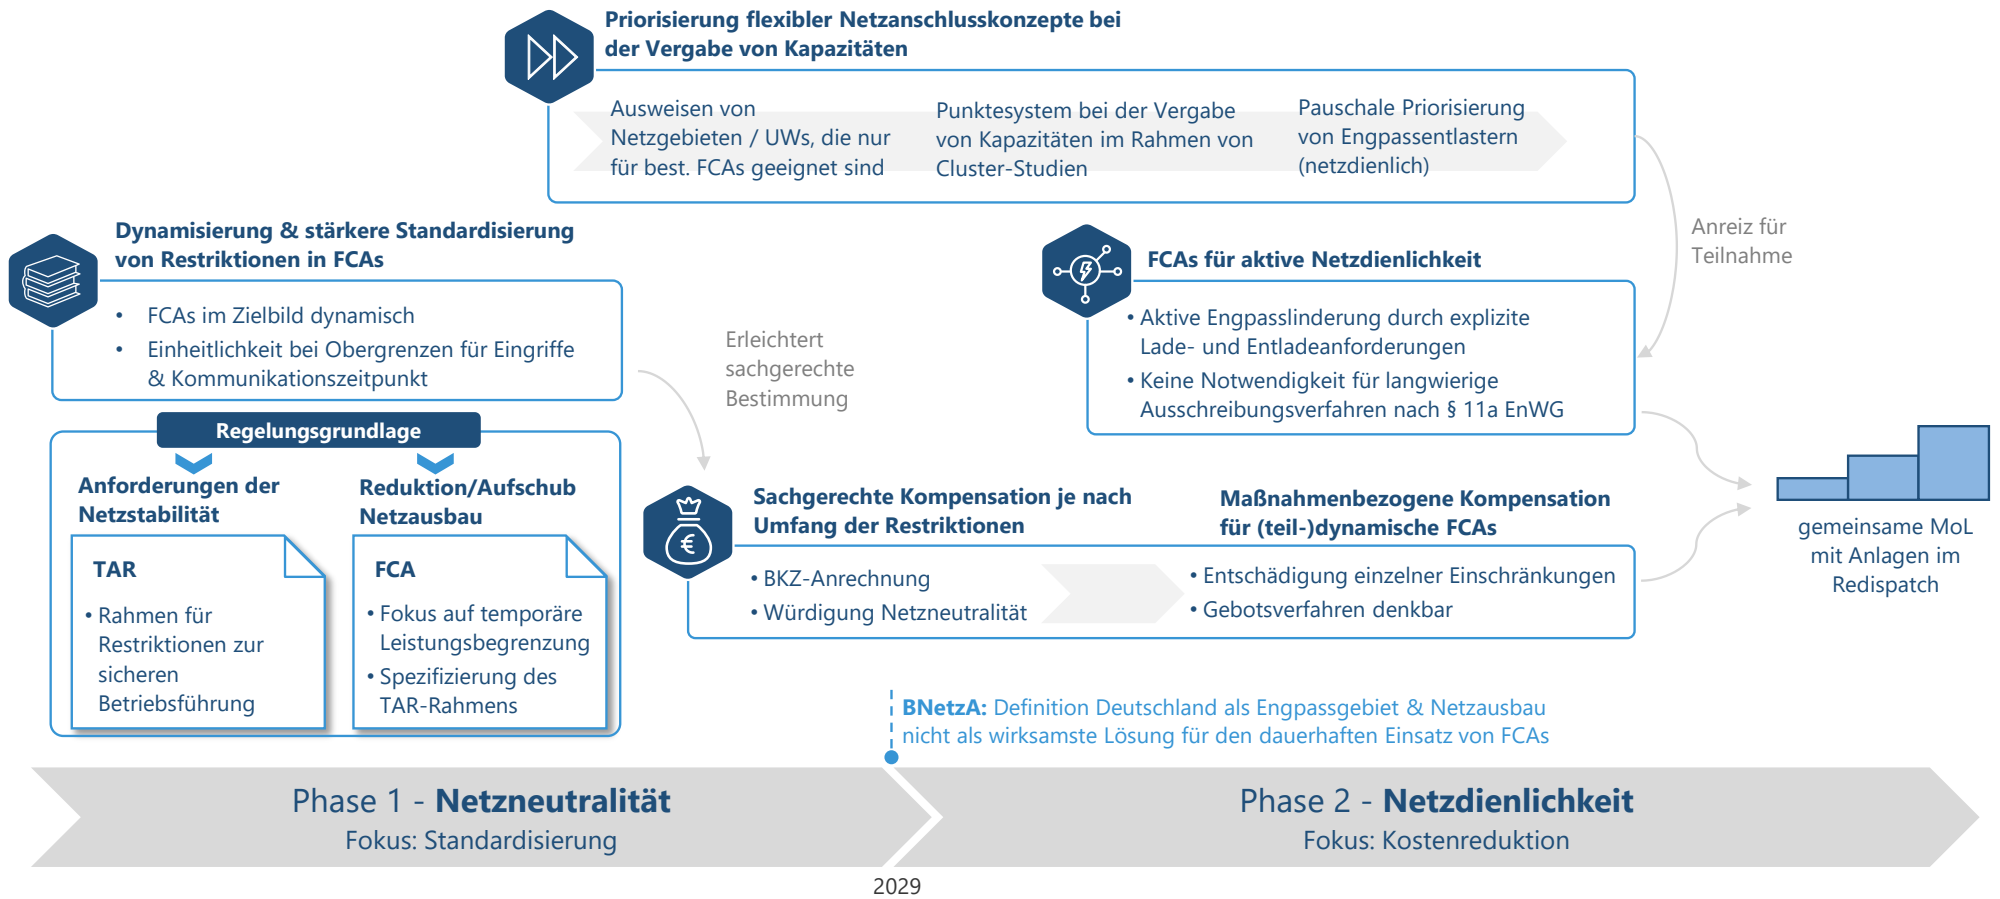 Priorisierung flexibler Netzanschlusskonzepte bei
der Vergabe von Kapazitäten
Ausweisen von
Netzgebieten / UWs, die nur
für best. FCAs geeignet sind
Punktesystem bei der Vergabe
von Kapazitäten im Rahmen von
Cluster-Studien
Pauschale Priorisierung
von Engpassentlastern
(netzdienlich)
Anreiz für
Teilnahme
Dynamisierung & stärkere Standardisierung
von Restriktionen in FCAs
• FCAs im Zielbild dynamisch
• Einheitlichkeit bei Obergrenzen für Eingriffe
& Kommunikationszeitpunkt
Erleichtert
sachgerechte
Bestimmung
FCAs für aktive Netzdienlichkeit
• Aktive Engpasslinderung durch explizite
Lade- und Entladeanforderungen
• Keine Notwendigkeit für langwierige
Ausschreibungsverfahren nach § 11a EnWG
Regelungsgrundlage
Anforderungen der
Netzstabilität
TAR
• Rahmen für
Restriktionen zur
sicheren
Betriebsführung
Reduktion/Aufschub
Netzausbau
FCA
• Fokus auf temporäre
Leistungsbegrenzung
• Spezifizierung des
TAR-Rahmens
Sachgerechte Kompensation je nach
Umfang der Restriktionen
• BKZ-Anrechnung
• Würdigung Netzneutralität
Maßnahmenbezogene Kompensation
für (teil-)dynamische FCAs
• Entschädigung einzelner Einschränkungen
• Gebotsverfahren denkbar
€
gemeinsame MoL
mit Anlagen im
Redispatch
BNetzA: Definition Deutschland als Engpassgebiet & Netzausbau
nicht als wirksamste Lösung für den dauerhaften Einsatz von FCAs
Phase 1 - Netzneutralität
Fokus: Standardisierung
Phase 2 - Netzdienlichkeit
Fokus: Kostenreduktion
2029